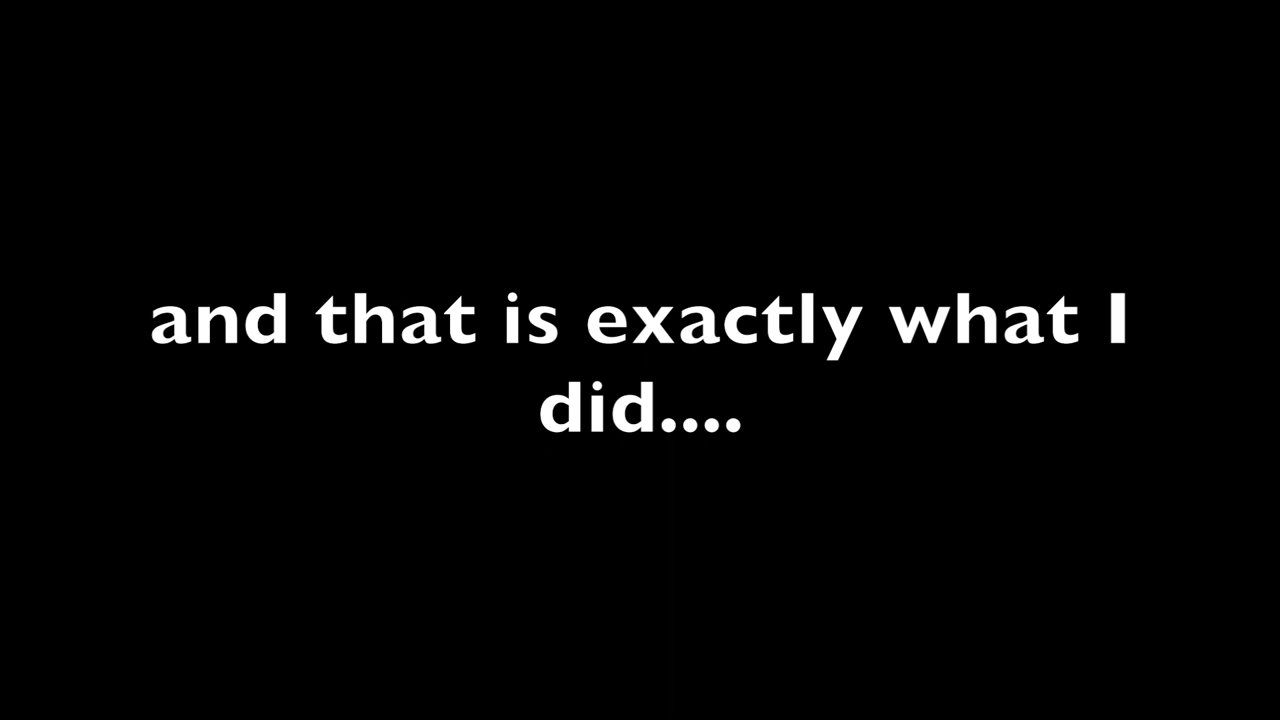 and that is exactly what I
did....